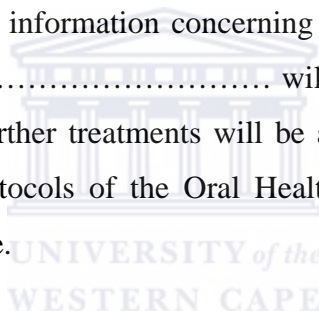 information concerning
……………………… wil
rther treatments will be a
tocols of the Oral Healt
e.
UNIVERSITY of the
WESTERN CAPE